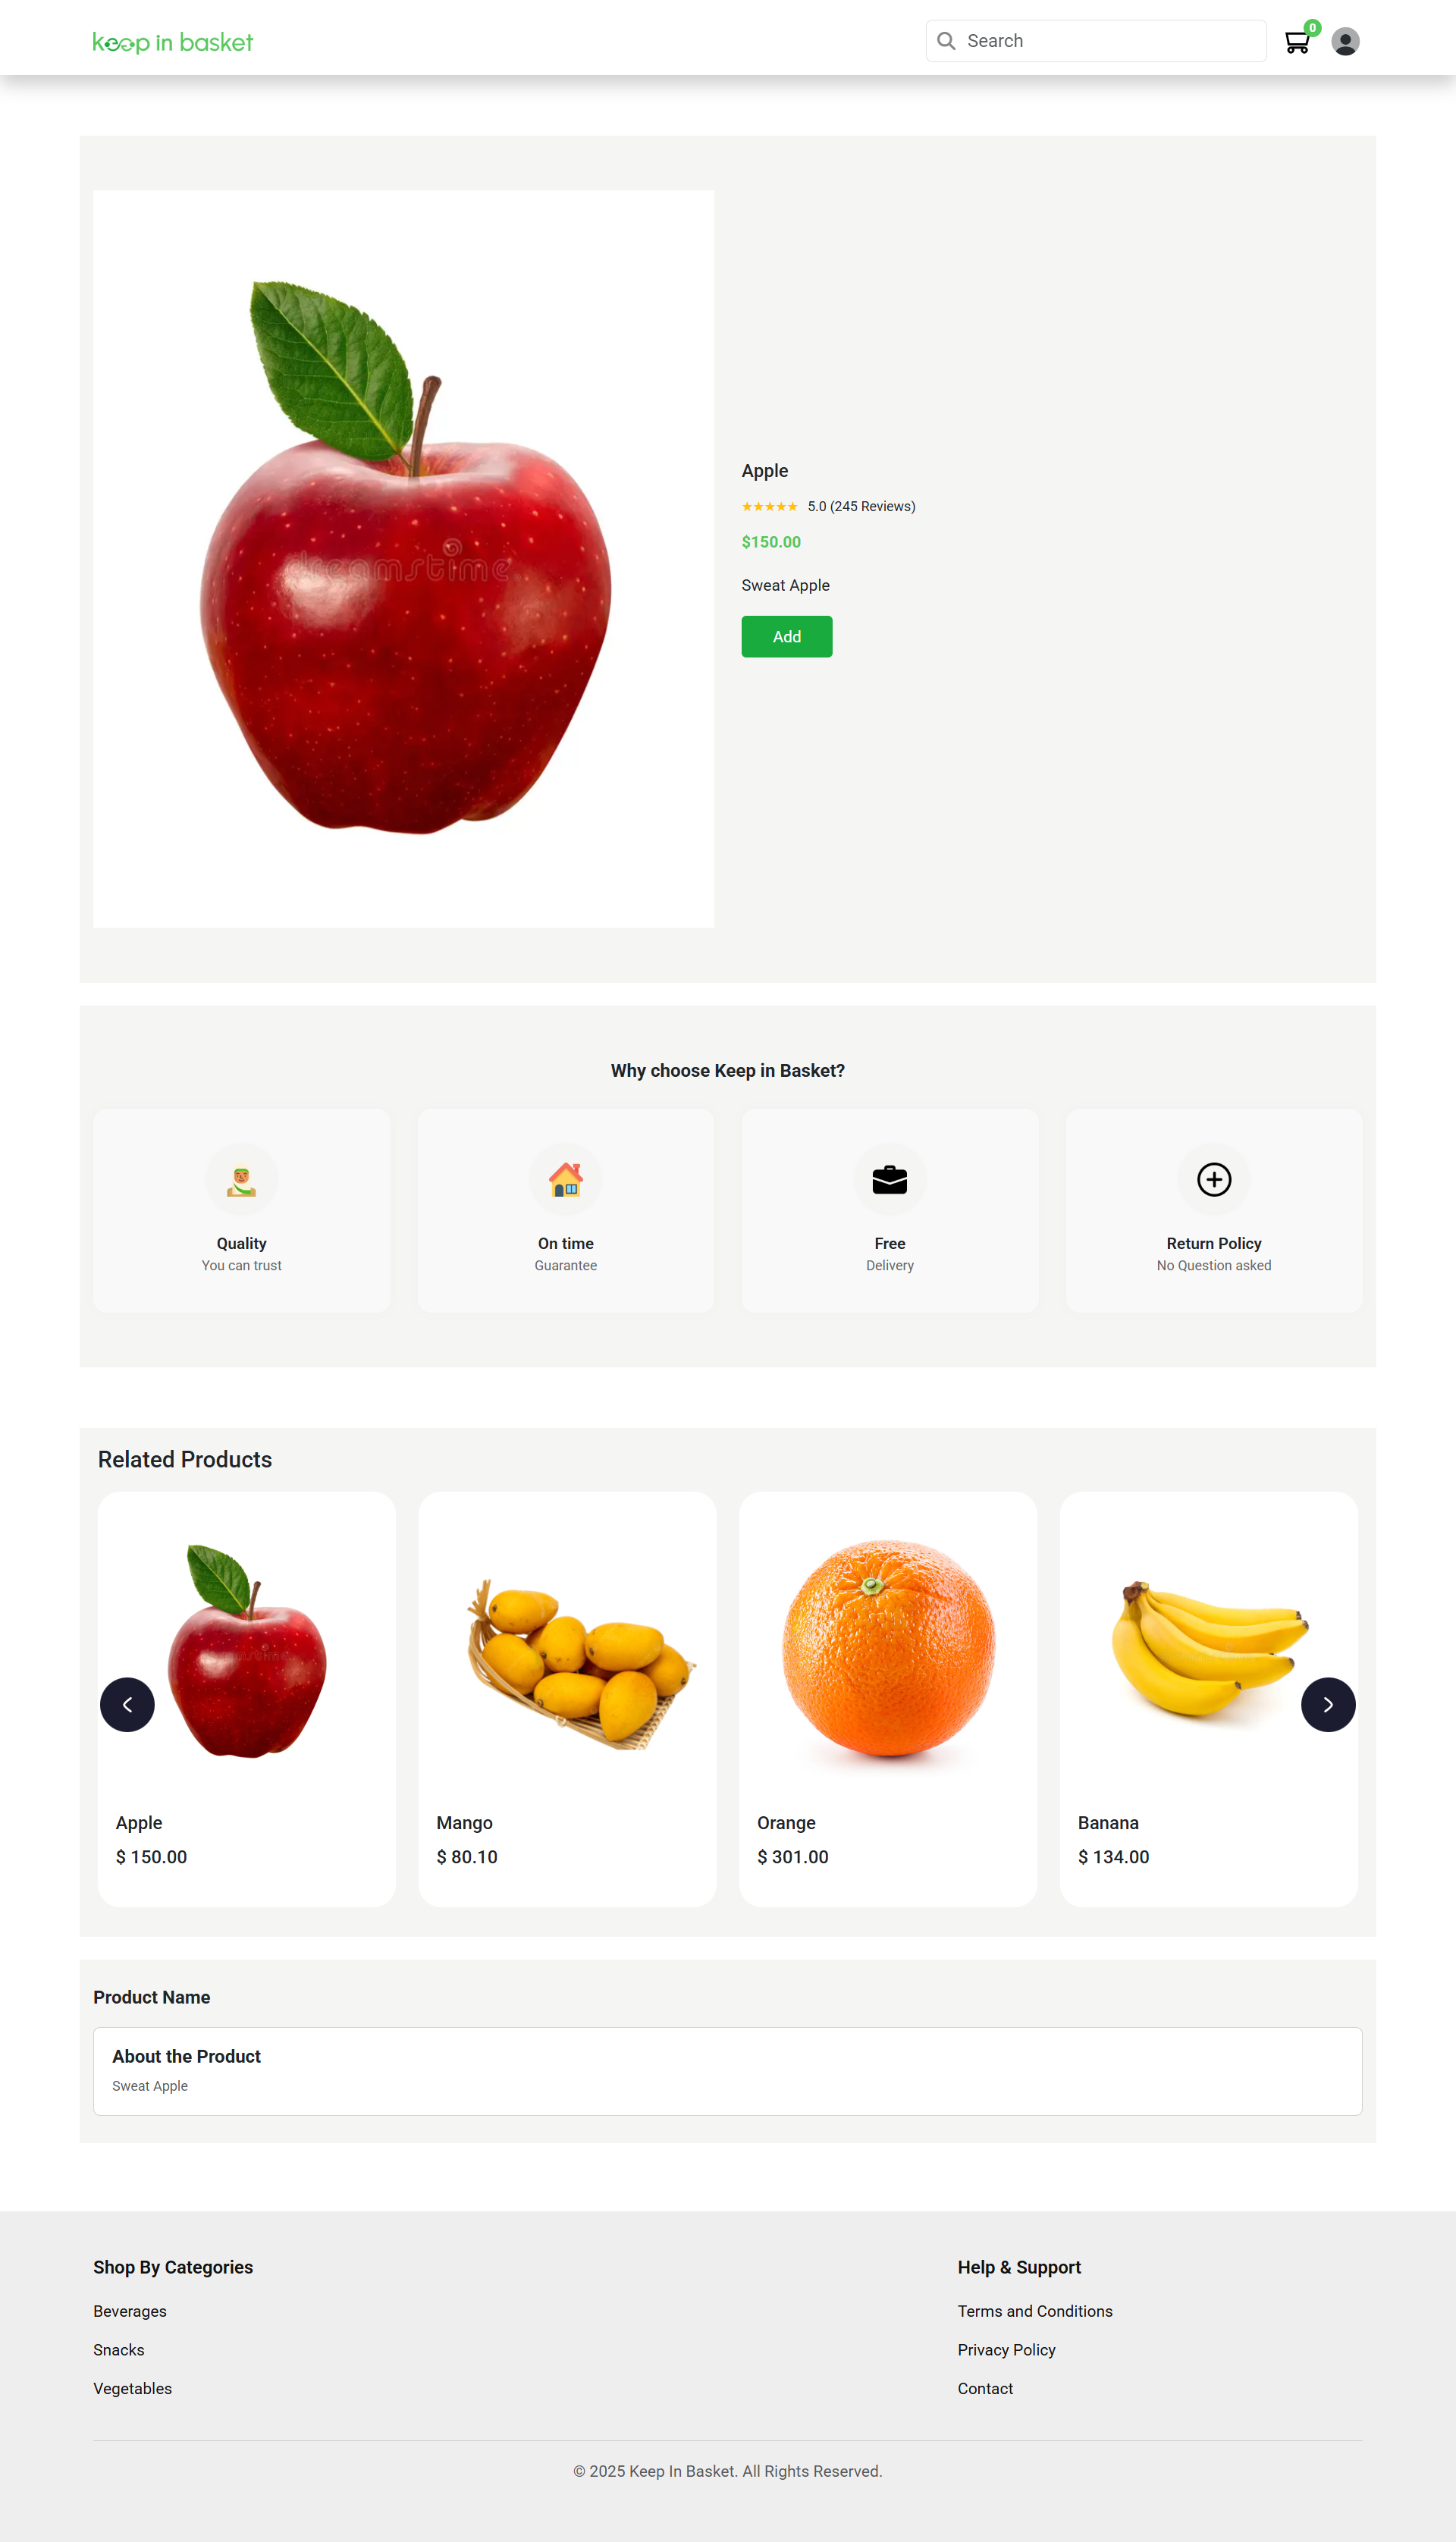 keep in basket
Search
0
dreamstime
Apple
★★★★★ 5.0 (245 Reviews)
$150.00
Sweat Apple
Add
Why choose Keep in Basket?
Quality
You can trust
On time
Guarantee
Free
Delivery
Return Policy
No Question asked
Related Products
Apple
$ 150.00
Mango
$ 80.10
Orange
$ 301.00
Banana
$ 134.00
Product Name
About the Product
Sweat Apple
Shop By Categories
Beverages
Snacks
Vegetables
Help & Support
Terms and Conditions
Privacy Policy
Contact
© 2025 Keep In Basket. All Rights Reserved.